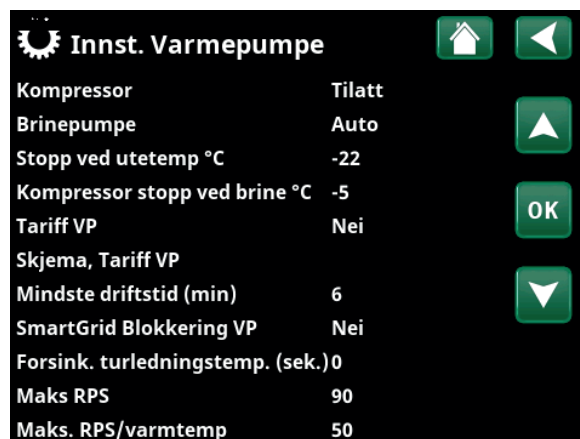 Innst. Varmepumpe
Kompressor Tilatt
Brinepumpe Auto
Stopp ved utetemp °C -22
Kompressor stopp ved brine °C -5
OK
Tariff VP Nei
Skjema, Tariff VP
Mindste driftstid (min) 6
SmartGrid Blokkering VP Nei
Forsink. turledningstemp. (sek.) 0
Maks RPS 90
Maks. RPS/varmtemp 50